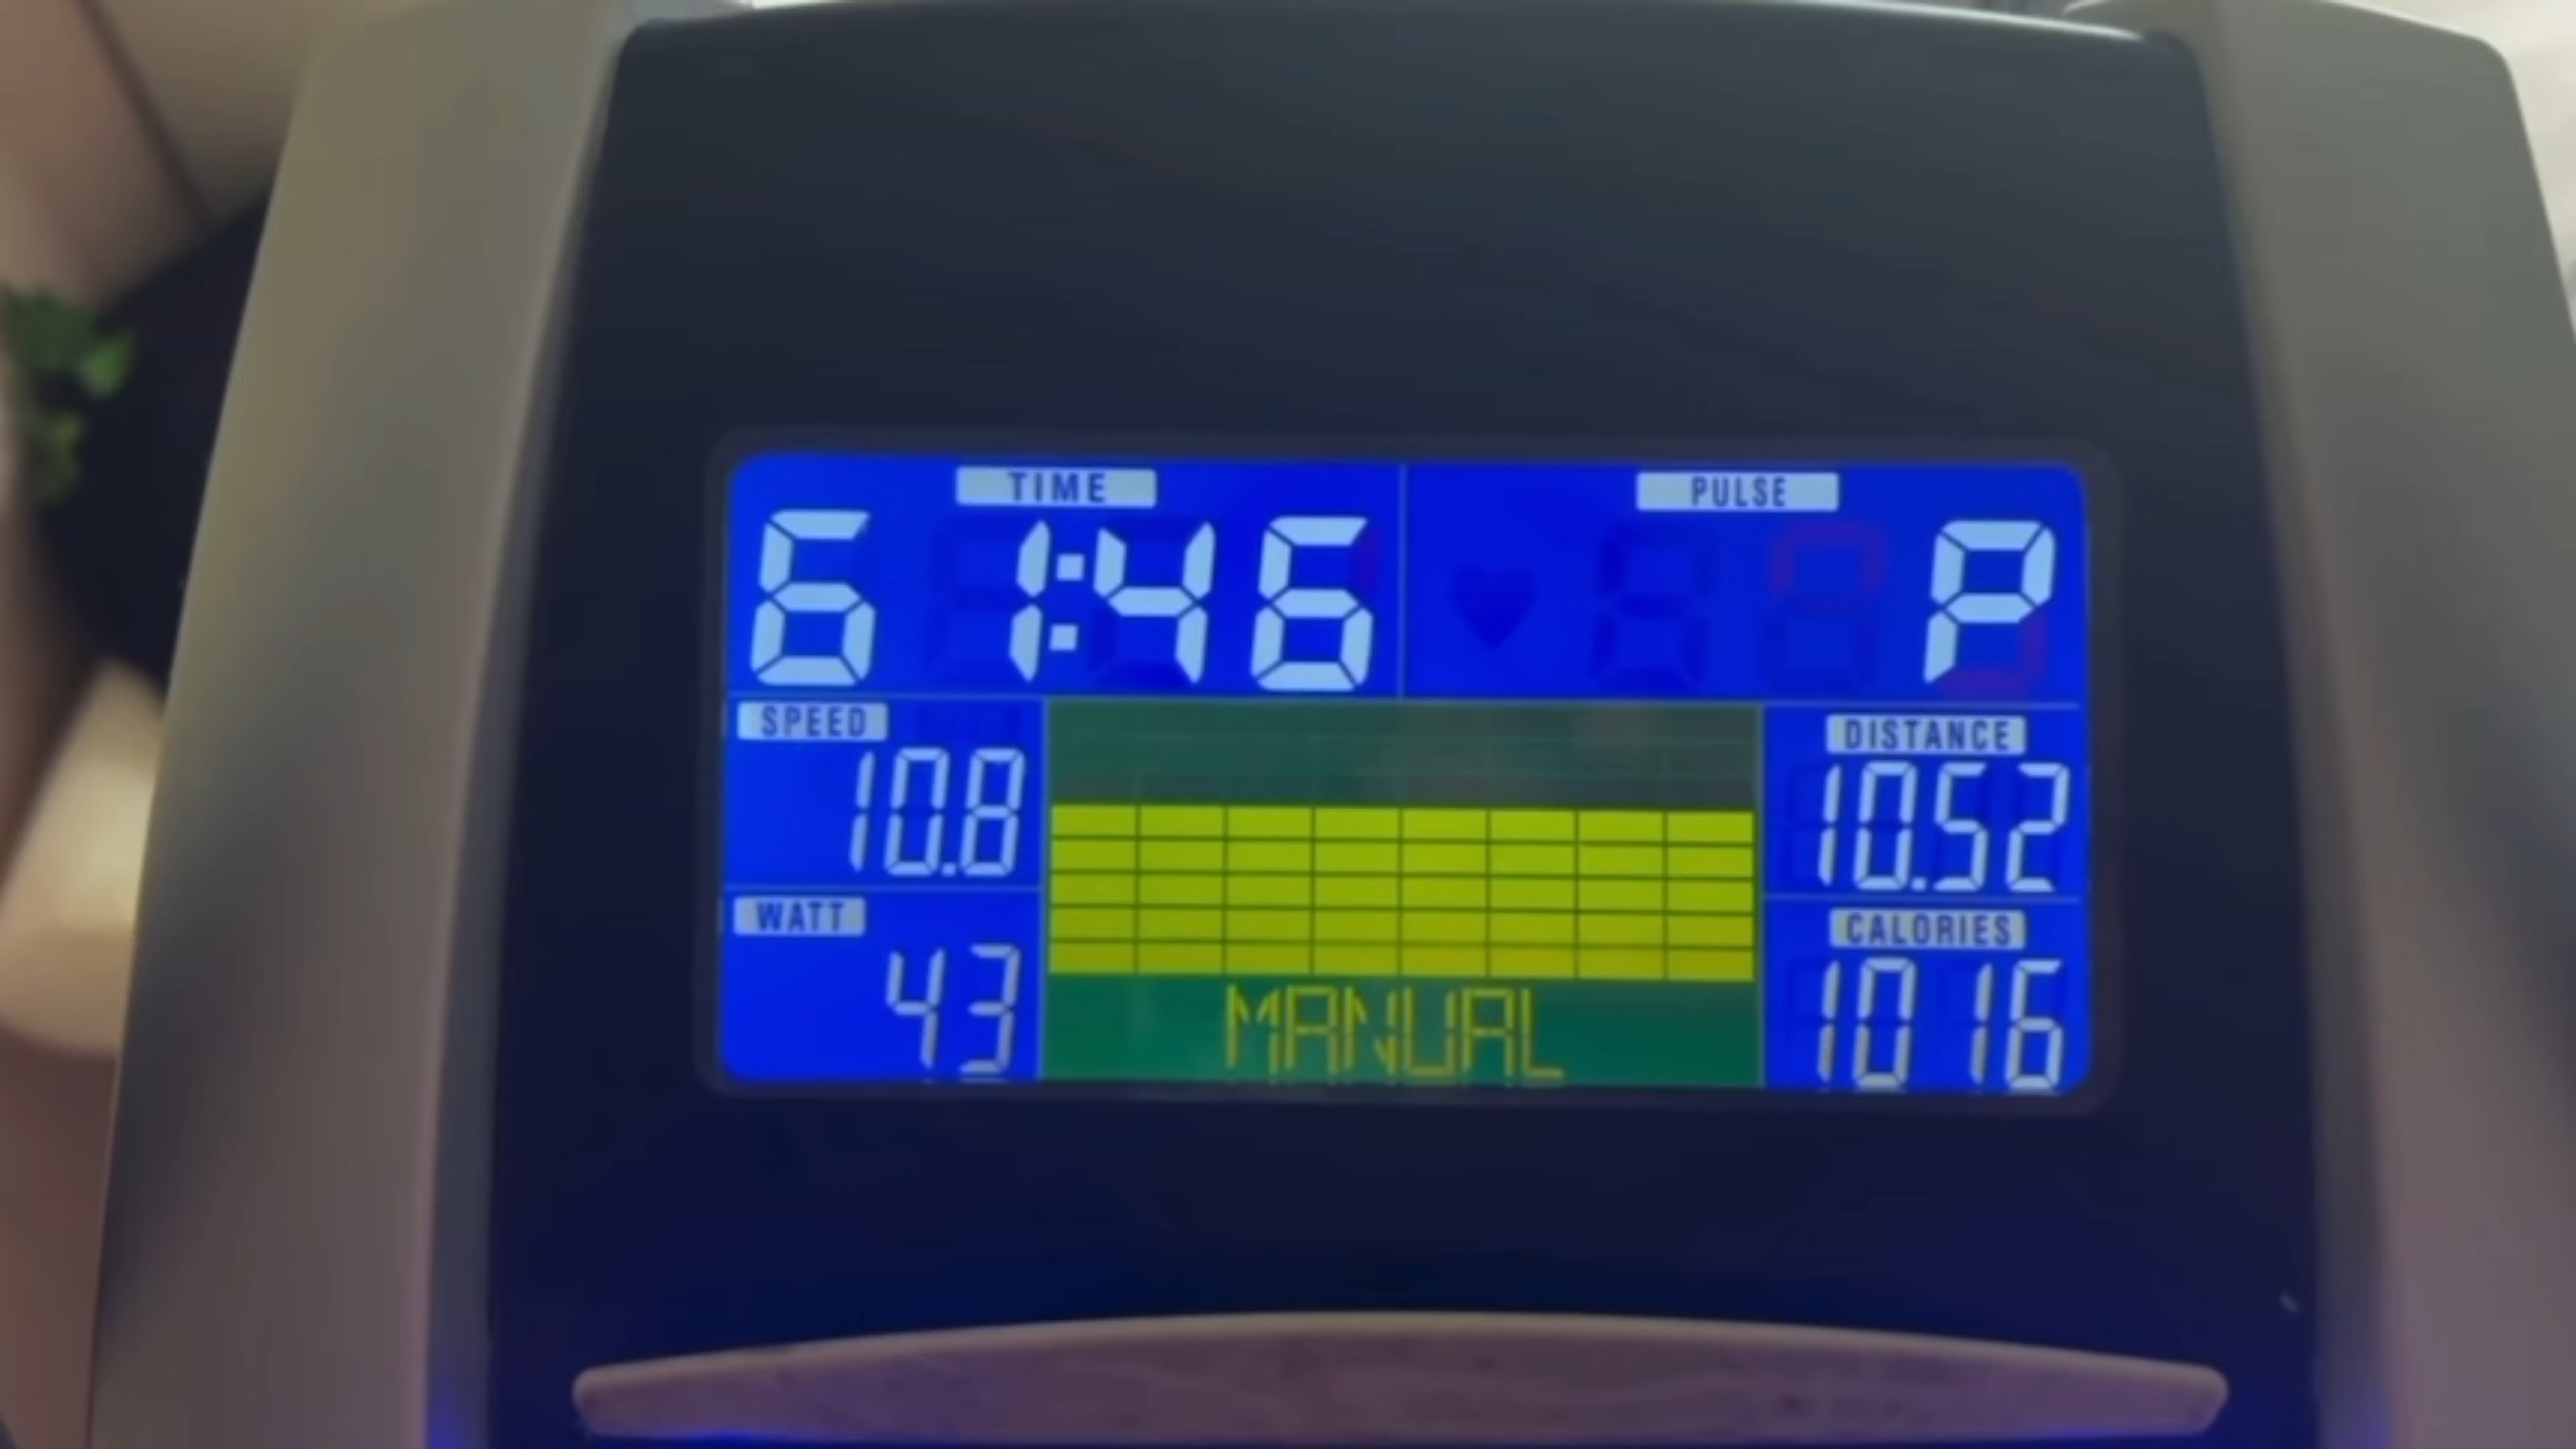 TIME PULSE
61:46 P
SPEED DISTANCE
10.8 10.52
WATT CALORIES
43 1016
MANUAL